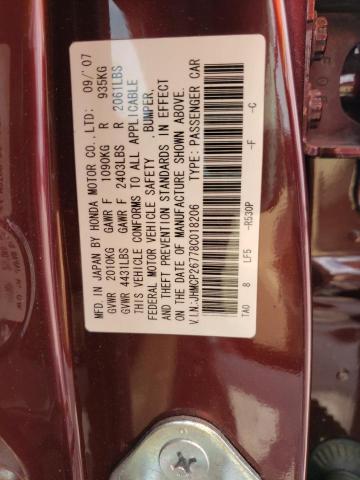 MFD. IN JAPAN BY HONDA MOTOR CO., LTD: 09/'07
GVWR 2010KG GAWR F 1090KG R 935KG
GVWR 4431LBS GAWR F 2403LBS R 2061LBS
THIS VEHICLE CONFORMS TO ALL APPLICABLE
FEDERAL MOTOR VEHICLE SAFETY , BUMPER,
AND THEFT PREVENTION STANDARDS IN EFFECT
ON THE DATE OF MANUFACTURE SHOWN ABOVE.
V.I.N.:JHMCP26778C018206 TYPE: PASSENGER CAR
TA0 8 LF5 -R530P -F -C